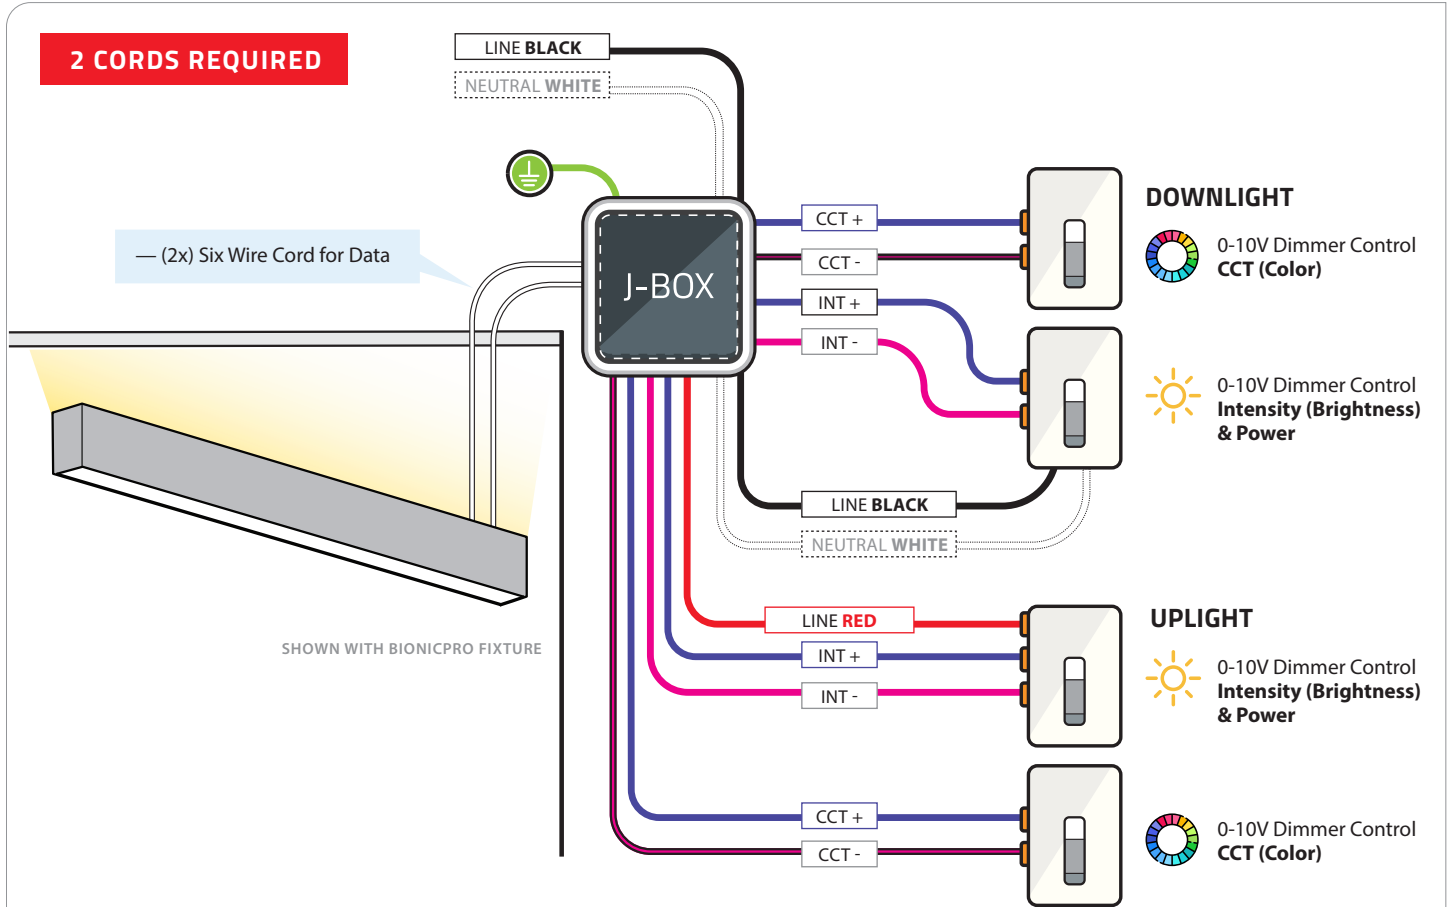 2 CORDS REQUIRED
LINE BLACK
NEUTRAL WHITE
— (2x) Six Wire Cord for Data
J-BOX
CCT +
CCT -
INT +
INT -
DOWNLIGHT
0-10V Dimmer Control
CCT (Color)
0-10V Dimmer Control
Intensity (Brightness)
& Power
LINE BLACK
NEUTRAL WHITE
SHOWN WITH BIONICPRO FIXTURE
LINE RED
INT +
INT -
UPLIGHT
0-10V Dimmer Control
Intensity (Brightness)
& Power
CCT +
CCT -
0-10V Dimmer Control
CCT (Color)